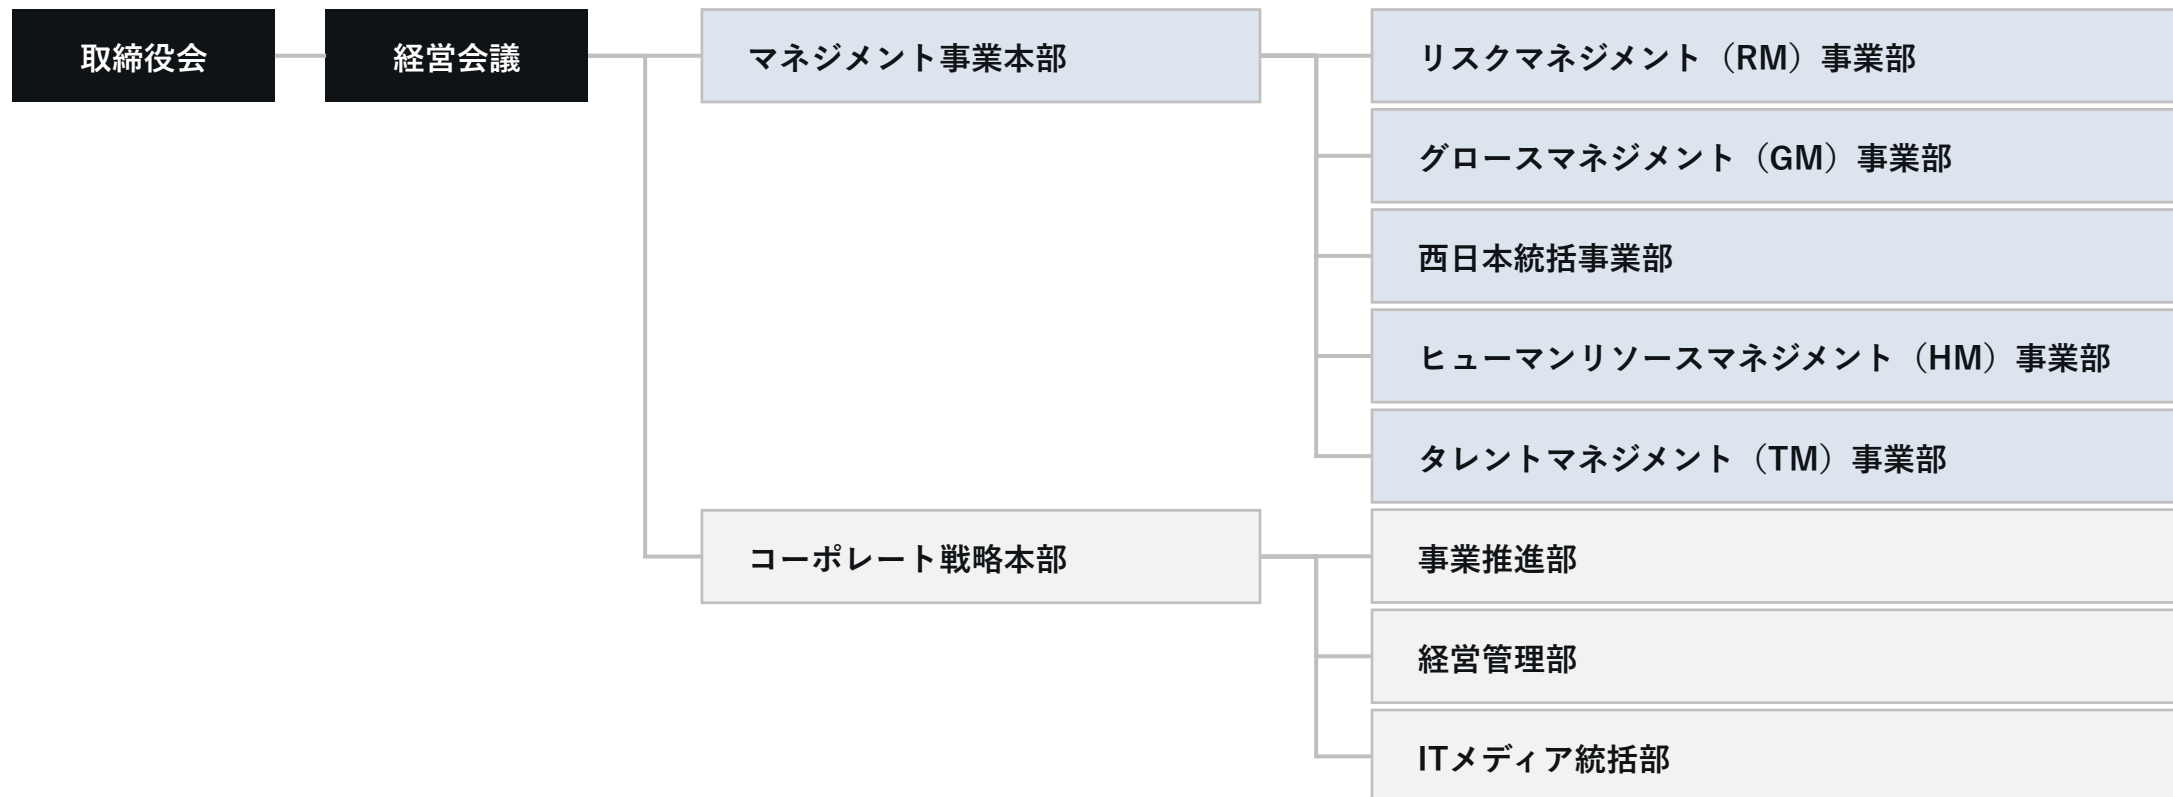 取締役会
経営会議
マネジメント事業本部
リスクマネジメント（RM）事業部
グロースマネジメント（GM）事業部
西日本統括事業部
ヒューマンリソースマネジメント（HM）事業部
タレントマネジメント（TM）事業部
コーポレート戦略本部
事業推進部
経営管理部
ITメディア統括部